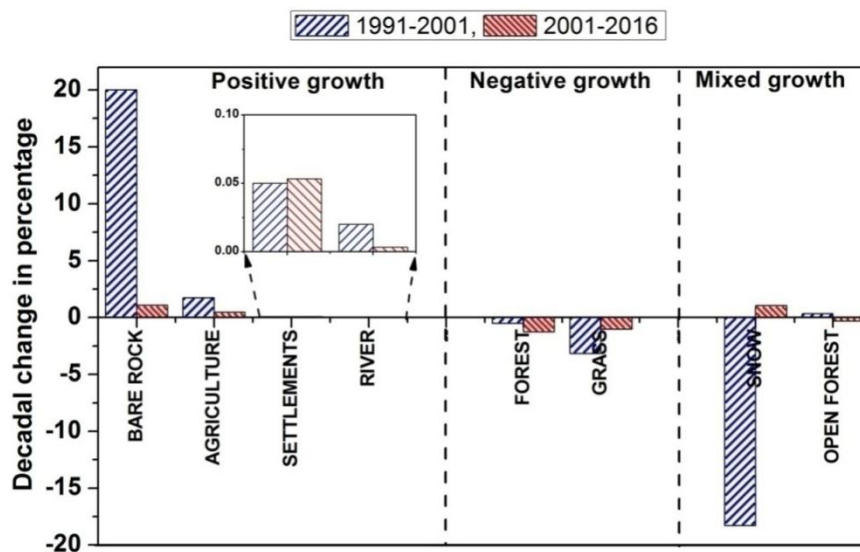 1991-2001, 2001-2016
Positive growth Negative growth Mixed growth
Decadal change in percentage
20
15
10
5
0
-5
-10
-15
-20
0.10
0.05
0.00
BARE ROCK
AGRICULTURE
SETTLEMENTS
RIVER
FOREST
GRASS
SNOW
OPEN FOREST